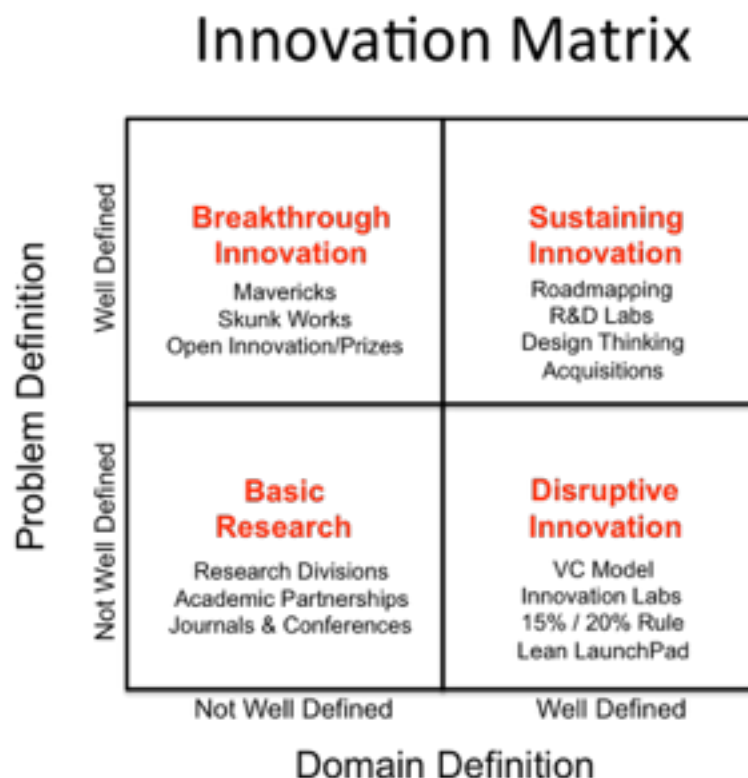 Innovation Matrix
Problem Definition
Well Defined
Breakthrough
Innovation
Mavericks
Skunk Works
Open Innovation/Prizes
Sustaining
Innovation
Roadmapping
R&D Labs
Design Thinking
Acquisitions
Not Well Defined
Basic
Research
Research Divisions
Academic Partnerships
Journals & Conferences
Disruptive
Innovation
VC Model
Innovation Labs
15% / 20% Rule
Lean LaunchPad
Not Well Defined
Well Defined
Domain Definition